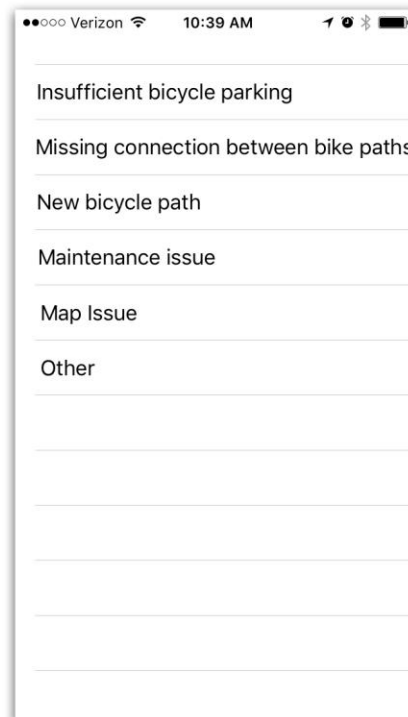 Verizon 10:39 AM
Insufficient bicycle parking
Missing connection between bike paths
New bicycle path
Maintenance issue
Map Issue
Other